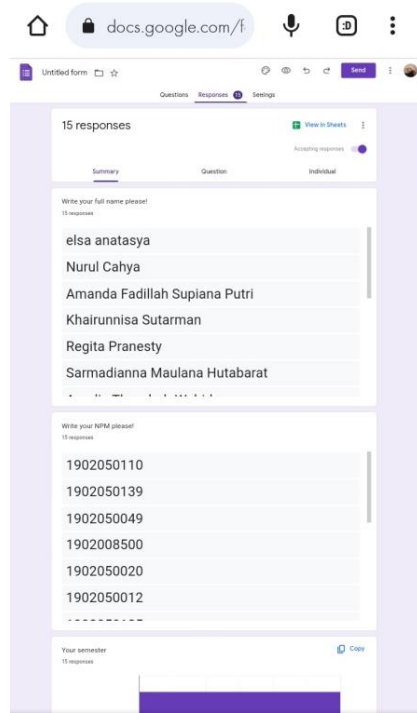 docs.google.com/f
:D
Untitled form
Send
Questions Responses 15 Settings
15 responses
View in Sheets
Accepting responses
Summary Question Individual
Write your full name please!
15 responses
elsa anatasya
Nurul Cahya
Amanda Fadillah Supiana Putri
Khairunnisa Sutarman
Regita Pranesty
Sarmadianna Maulana Hutabarat
Write your NPM please!
15 responses
1902050110
1902050139
1902050049
1902008500
1902050020
1902050012
Your semester
Copy
15 responses